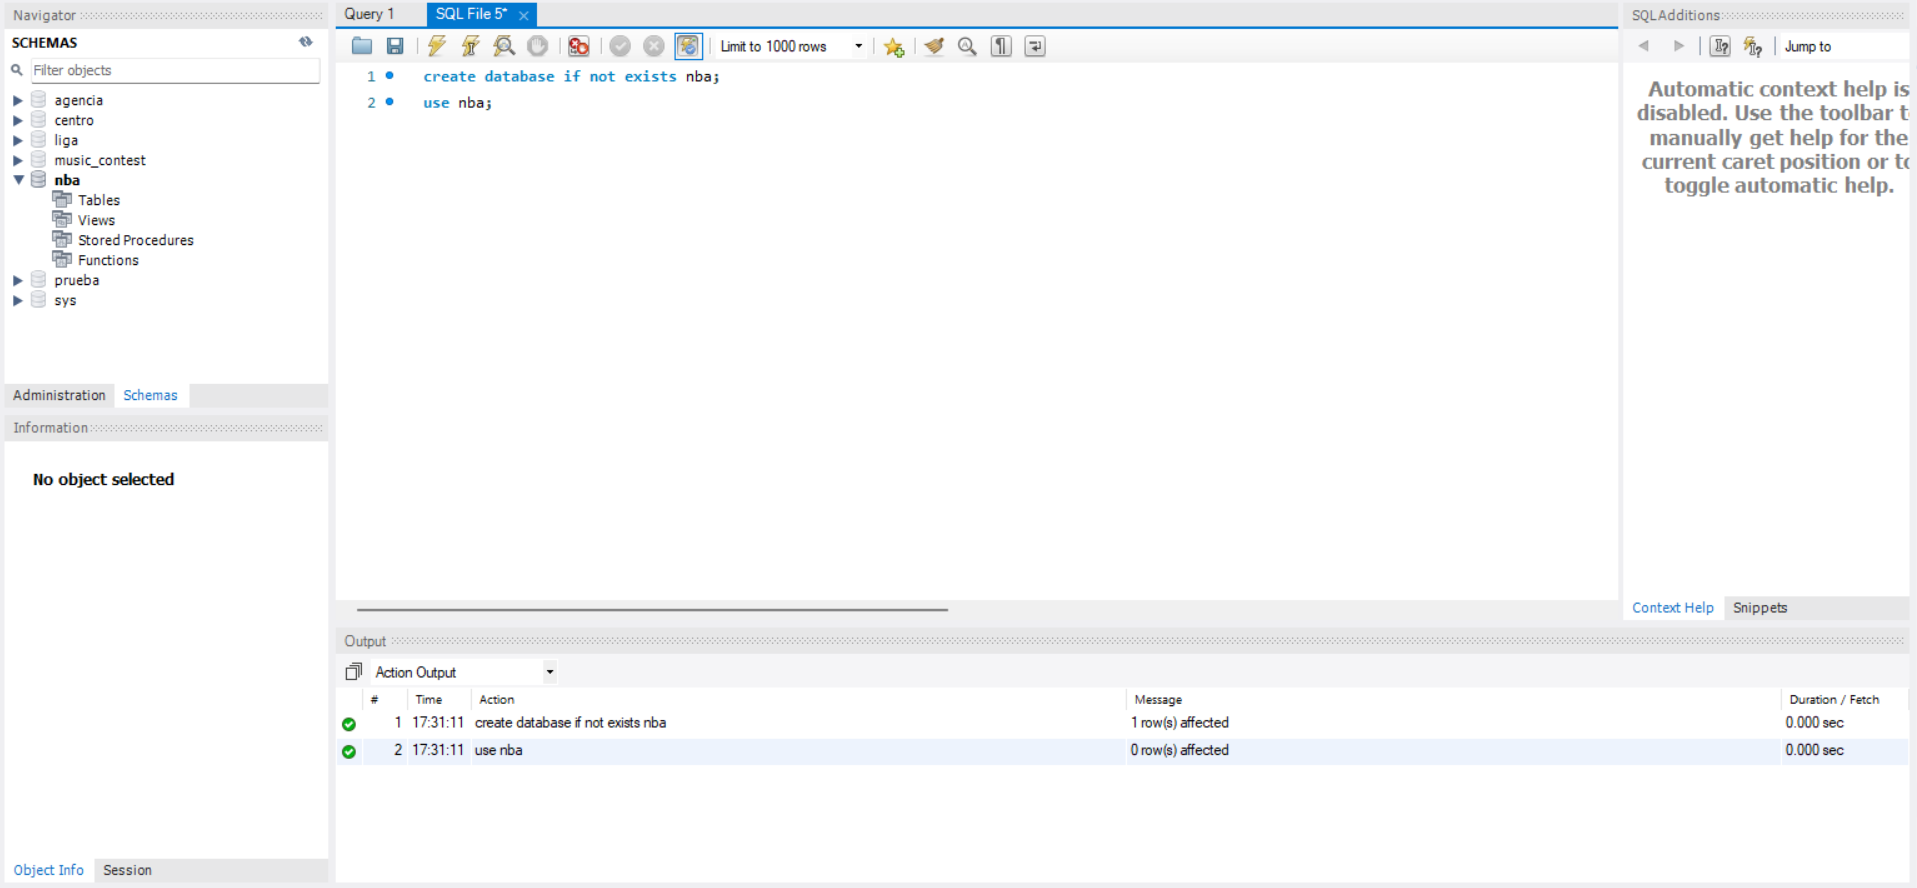 Navigator
SCHEMAS
Filter objects
agencia
centro
liga
music_contest
nba
Tables
Views
Stored Procedures
Functions
prueba
sys
Administration Schemas
Information
No object selected
Object Info Session
Query 1 SQL File 5* ×
Limit to 1000 rows
1 create database if not exists nba;
2 use nba;
Output
Action Output
# Time Action Message Duration / Fetch
1 17:31:11 create database if not exists nba 1 row(s) affected 0.000 sec
2 17:31:11 use nba 0 row(s) affected 0.000 sec
SQLAdditions
Jump to
Automatic context help is
disabled. Use the toolbar
manually get help for the
current caret position or
toggle automatic help.
Context Help Snippets